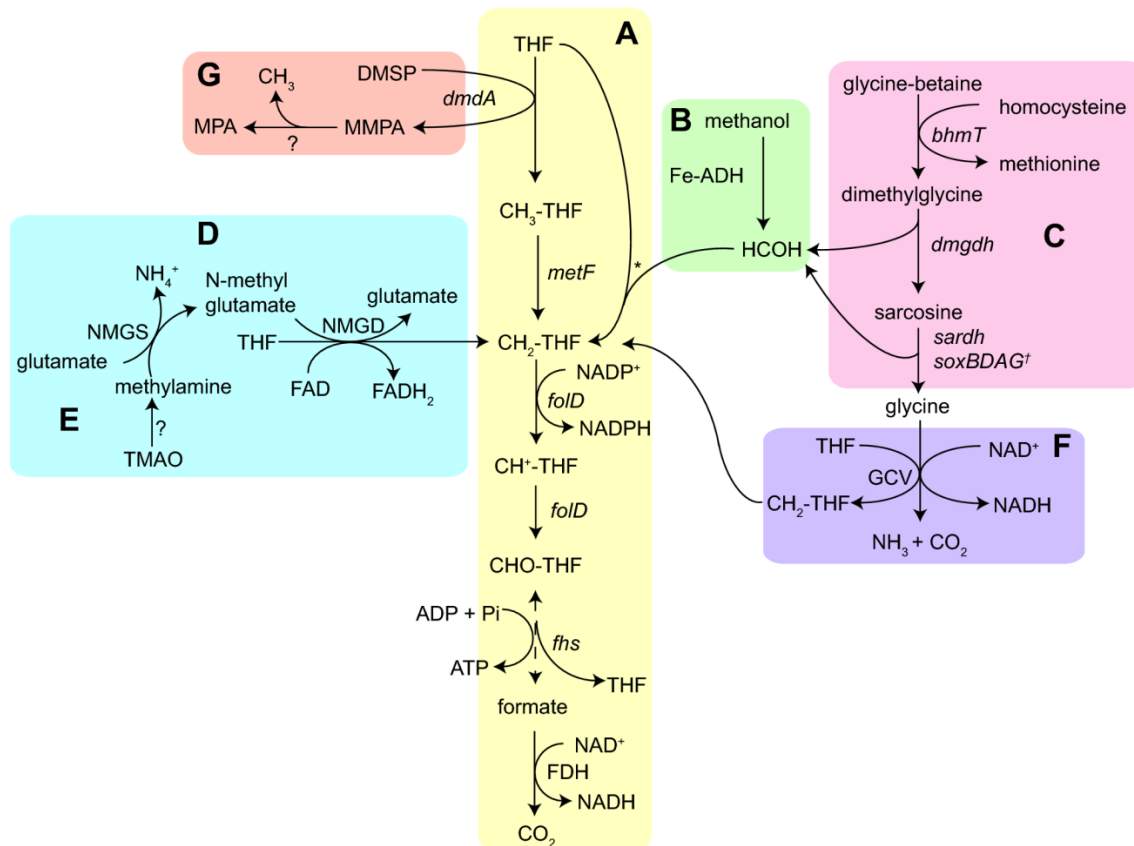 A
THF
G
CH₃
DMSP
dmdA
MPA
MMPA
?
CH₃-THF
metF
B
methanol
Fe-ADH
HCOH
*
glycine-betaine
homocysteine
bhmT
methionine
dimethylglycine
C
dmgdh
sarcosine
sardh
soxBDAG†
glycine
D
NH₄⁺
N-methyl
glutamate
glutamate
NMGS
NMGD
THF
glutamate
methylamine
FAD
FADH₂
E
?
TMAO
CH₂-THF
NADP⁺
folD
NADPH
CH⁺-THF
folD
CHO-THF
ADP + Pi
fhs
ATP
THF
formate
NAD⁺
FDH
NADH
CO₂
F
THF
NAD⁺
GCV
CH₂-THF
NADH
NH₃ + CO₂